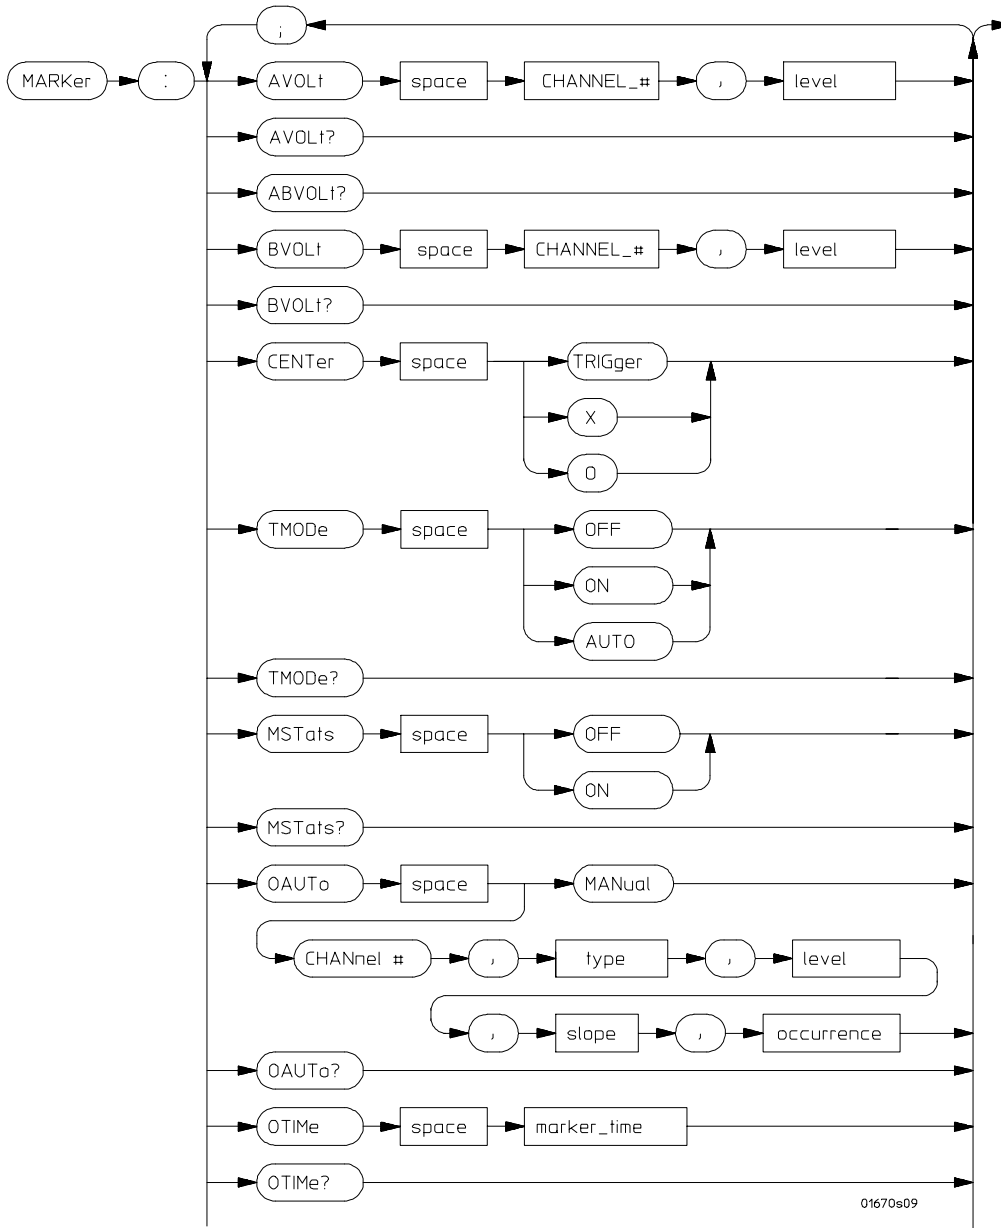 ;
MARKer : AVOLt space CHANNEL_# , level
AVOLt?
ABVOLt?
BVOLt space CHANNEL_# , level
BVOLt?
CENTer space TRIGger
X
O
TMODe space OFF
ON
AUTO
TMODe?
MSTats space OFF
ON
MSTats?
OAUTo space MANual
CHANnel # , type , level
, slope , occurrence
OAUTo?
OTIMe space marker_time
OTIMe?
01670s09